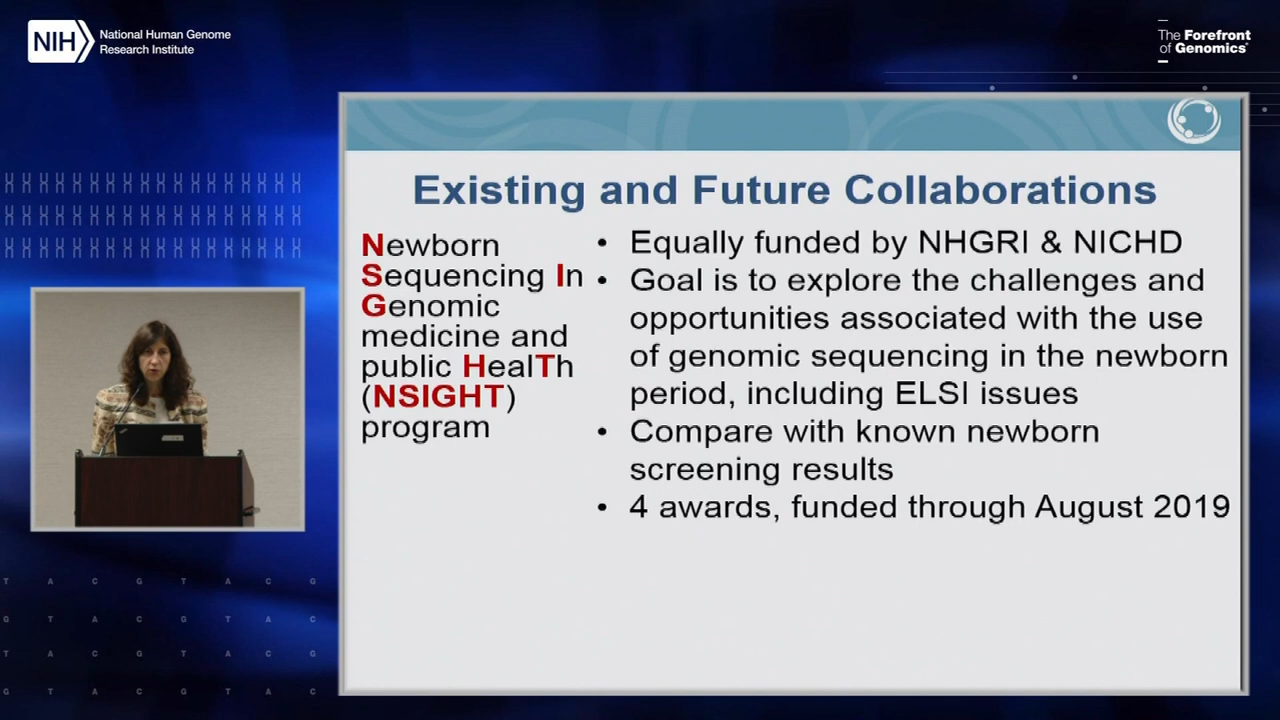 NIH
National Human Genome
Research Institute
The Forefront
of Genomics®
Existing and Future Collaborations
Newborn
Sequencing In
Genomic
medicine and
public HealTh
(NSIGHT)
program
• Equally funded by NHGRI & NICHD
• Goal is to explore the challenges and
opportunities associated with the use
of genomic sequencing in the newborn
period, including ELSI issues
• Compare with known newborn
screening results
• 4 awards, funded through August 2019
T A C G T A C G
G T A C G T A C
T A C G T A C G
G T A C G T A C